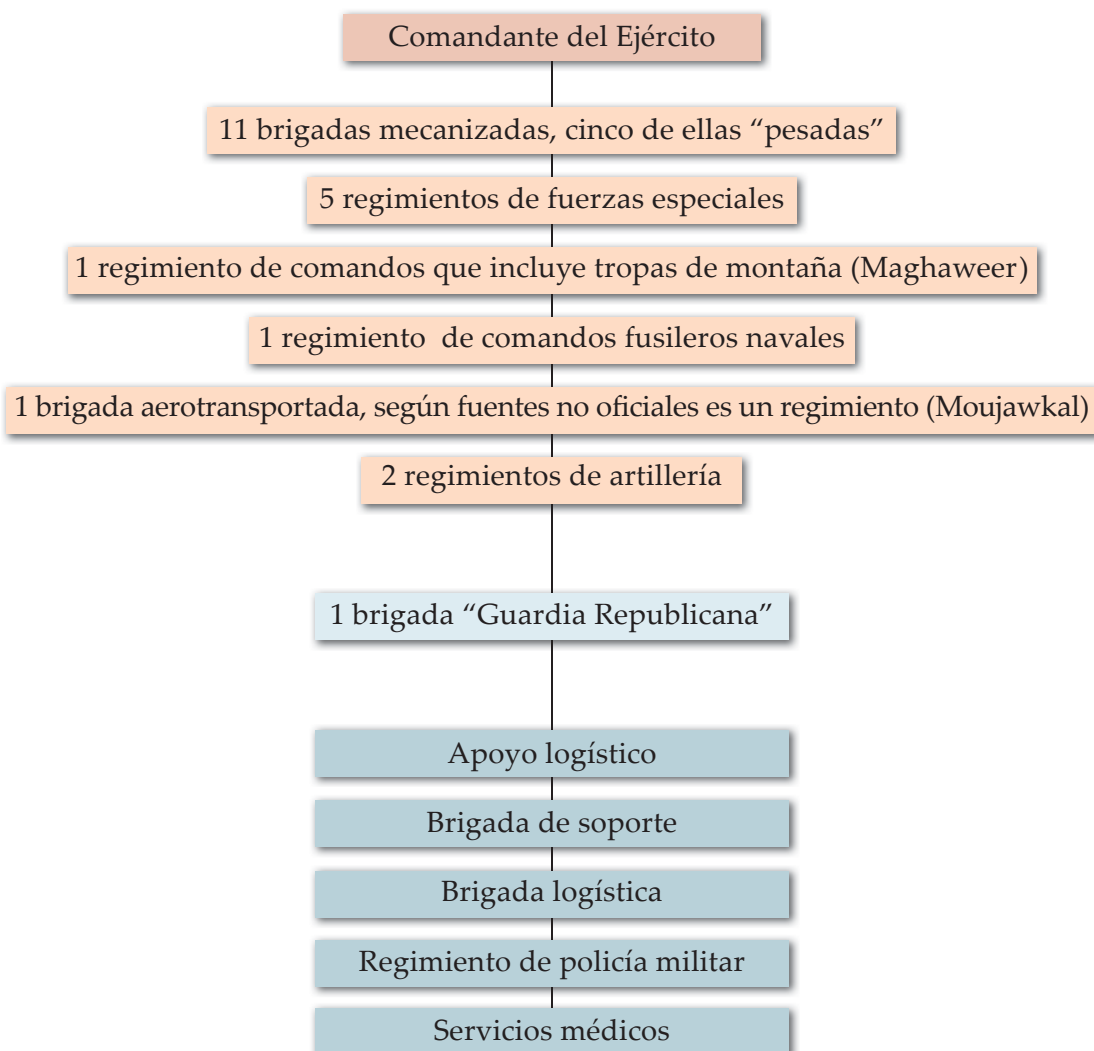 Comandante del Ejército
11 brigadas mecanizadas, cinco de ellas “pesadas”
5 regimientos de fuerzas especiales
1 regimiento de comandos que incluye tropas de montaña (Maghaweer)
1 regimiento de comandos fusileros navales
1 brigada aerotransportada, según fuentes no oficiales es un regimiento (Moujawkal)
2 regimientos de artillería
1 brigada “Guardia Republicana”
Apoyo logístico
Brigada de soporte
Brigada logística
Regimiento de policía militar
Servicios médicos